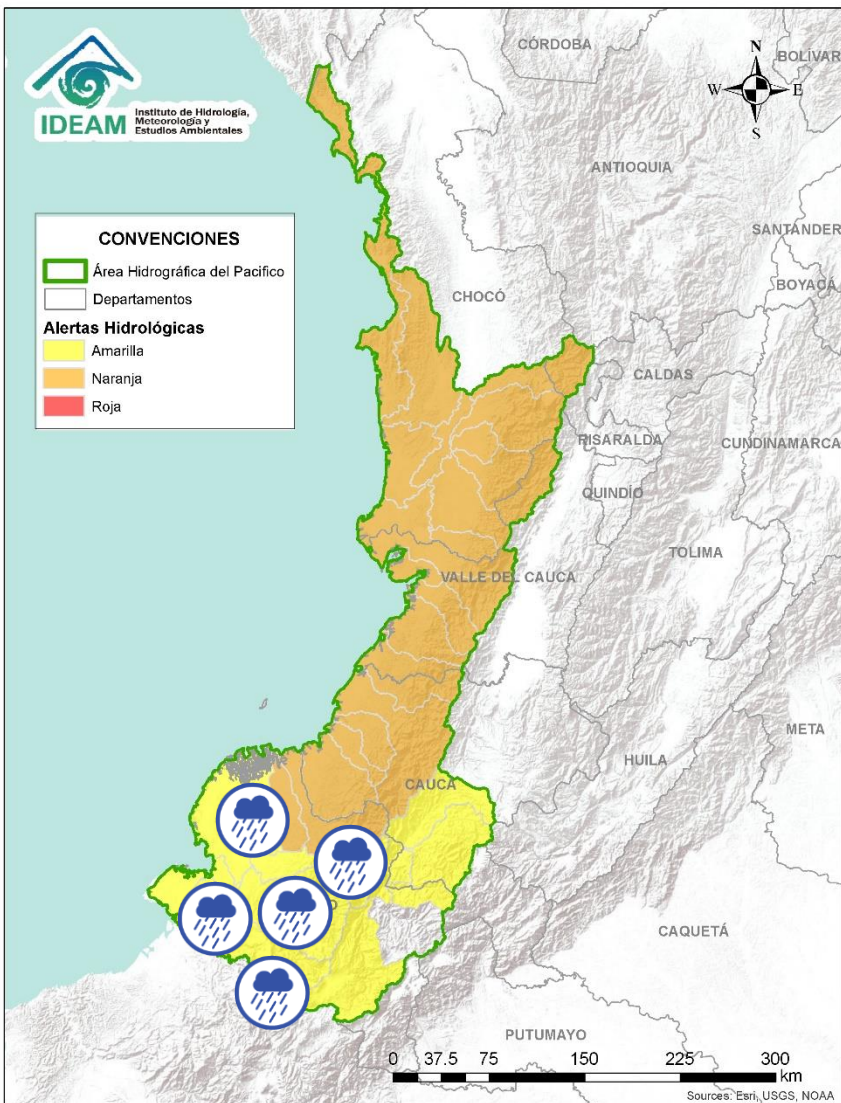 IDEAM
Instituto de Hidrología,
Meteorología y
Estudios Ambientales
CÓRDOBA
BOLÍVAR
N
W
E
S
ANTIOQUIA
SANTANDER
BOYACÁ
CONVENCIONES
Área Hidrográfica del Pacifico
Departamentos
Alertas Hidrológicas
Amarilla
Naranja
Roja
CHOCÓ
CALDAS
RISARALDA
CUNDINAMARCA
QUINDÍO
TOLIMA
VALLE DEL CAUCA
META
HUILA
CAUCA
CAQUETÁ
PUTUMAYO
0 37.5 75 150 225 300
km
Sources: Esri, USGS, NOAA